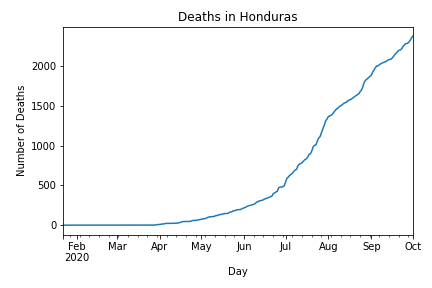 Deaths in Honduras
Number of Deaths
2000
1500
1000
500
0
Feb Mar Apr May Jun Jul Aug Sep Oct
2020
Day